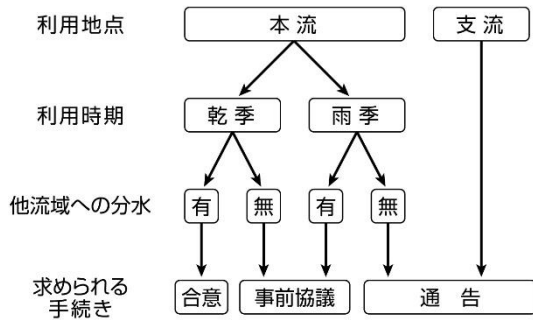 利用地点
本流
支流
利用時期
乾季
雨季
他流域への分水
有
無
有
無
求められる
手続き
合意
事前協議
通告